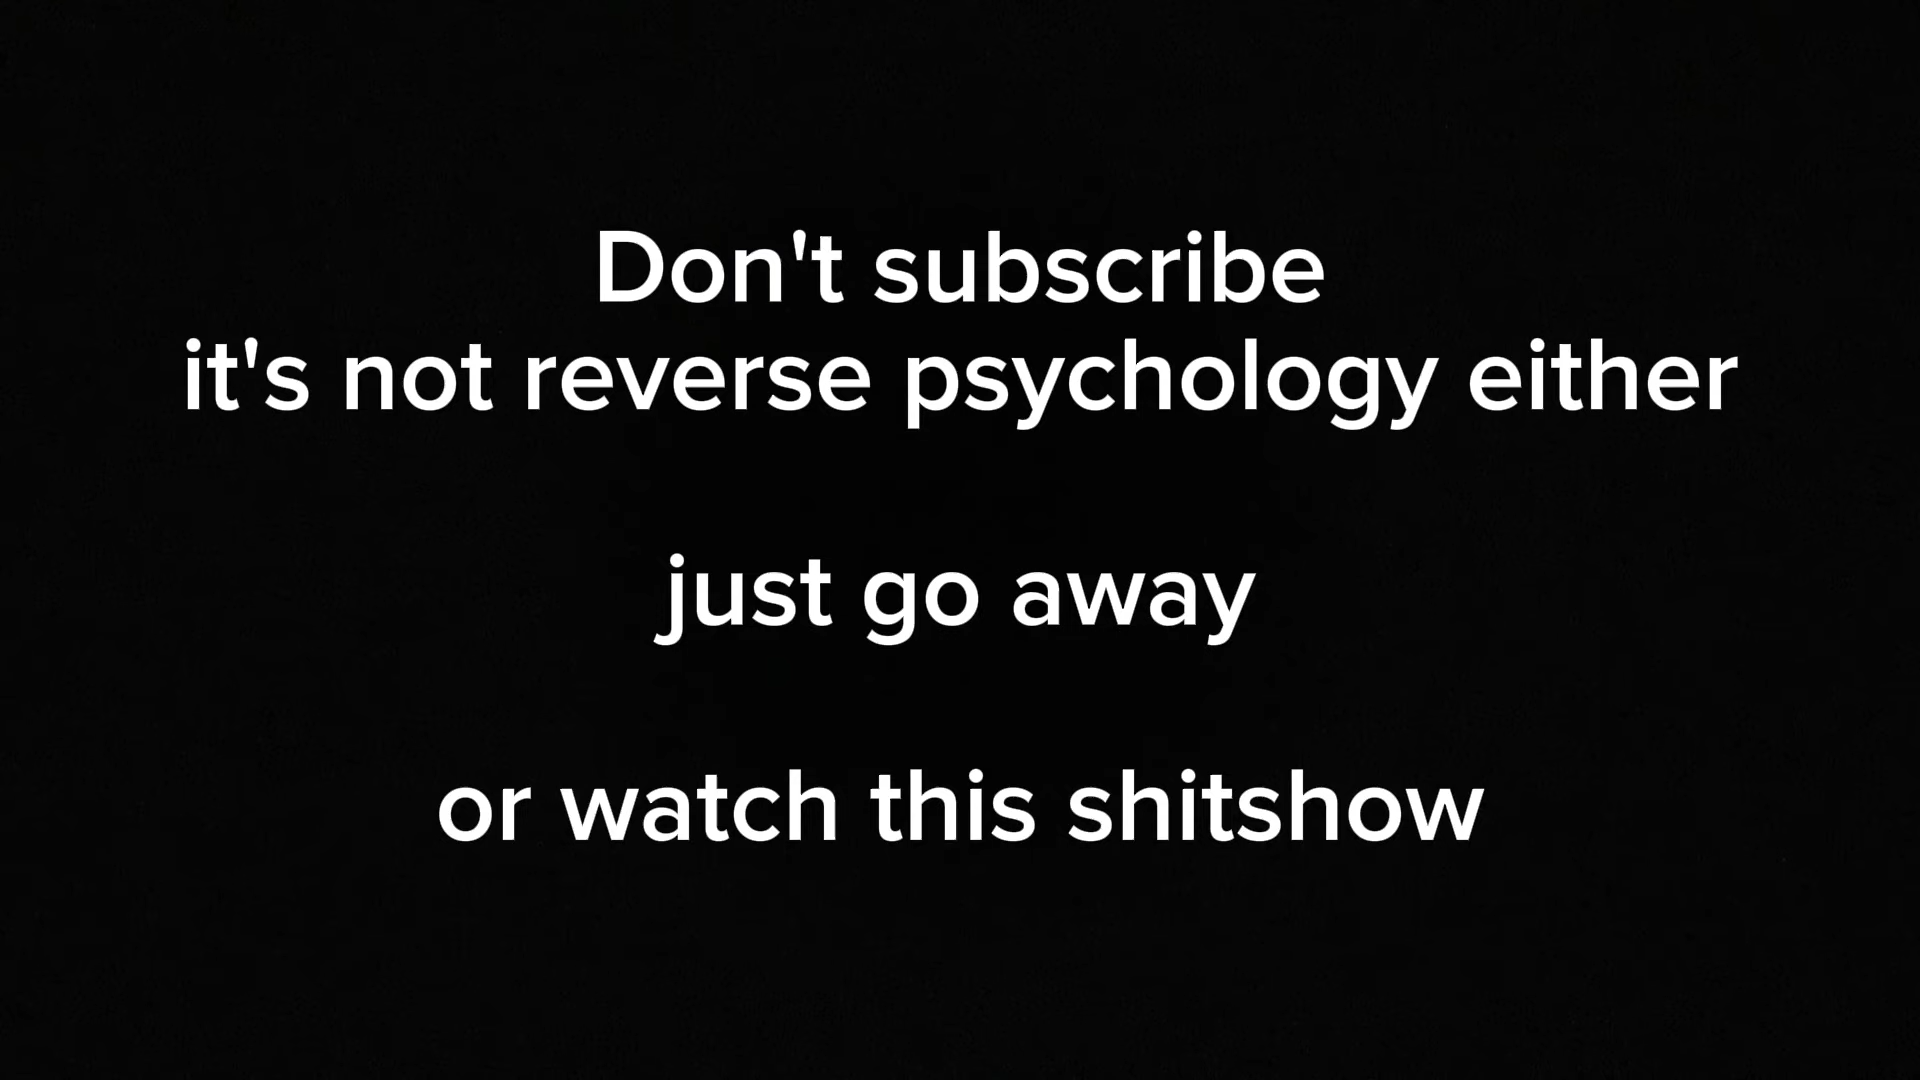 Don't subscribe
it's not reverse psychology either
just go away
or watch this shitshow